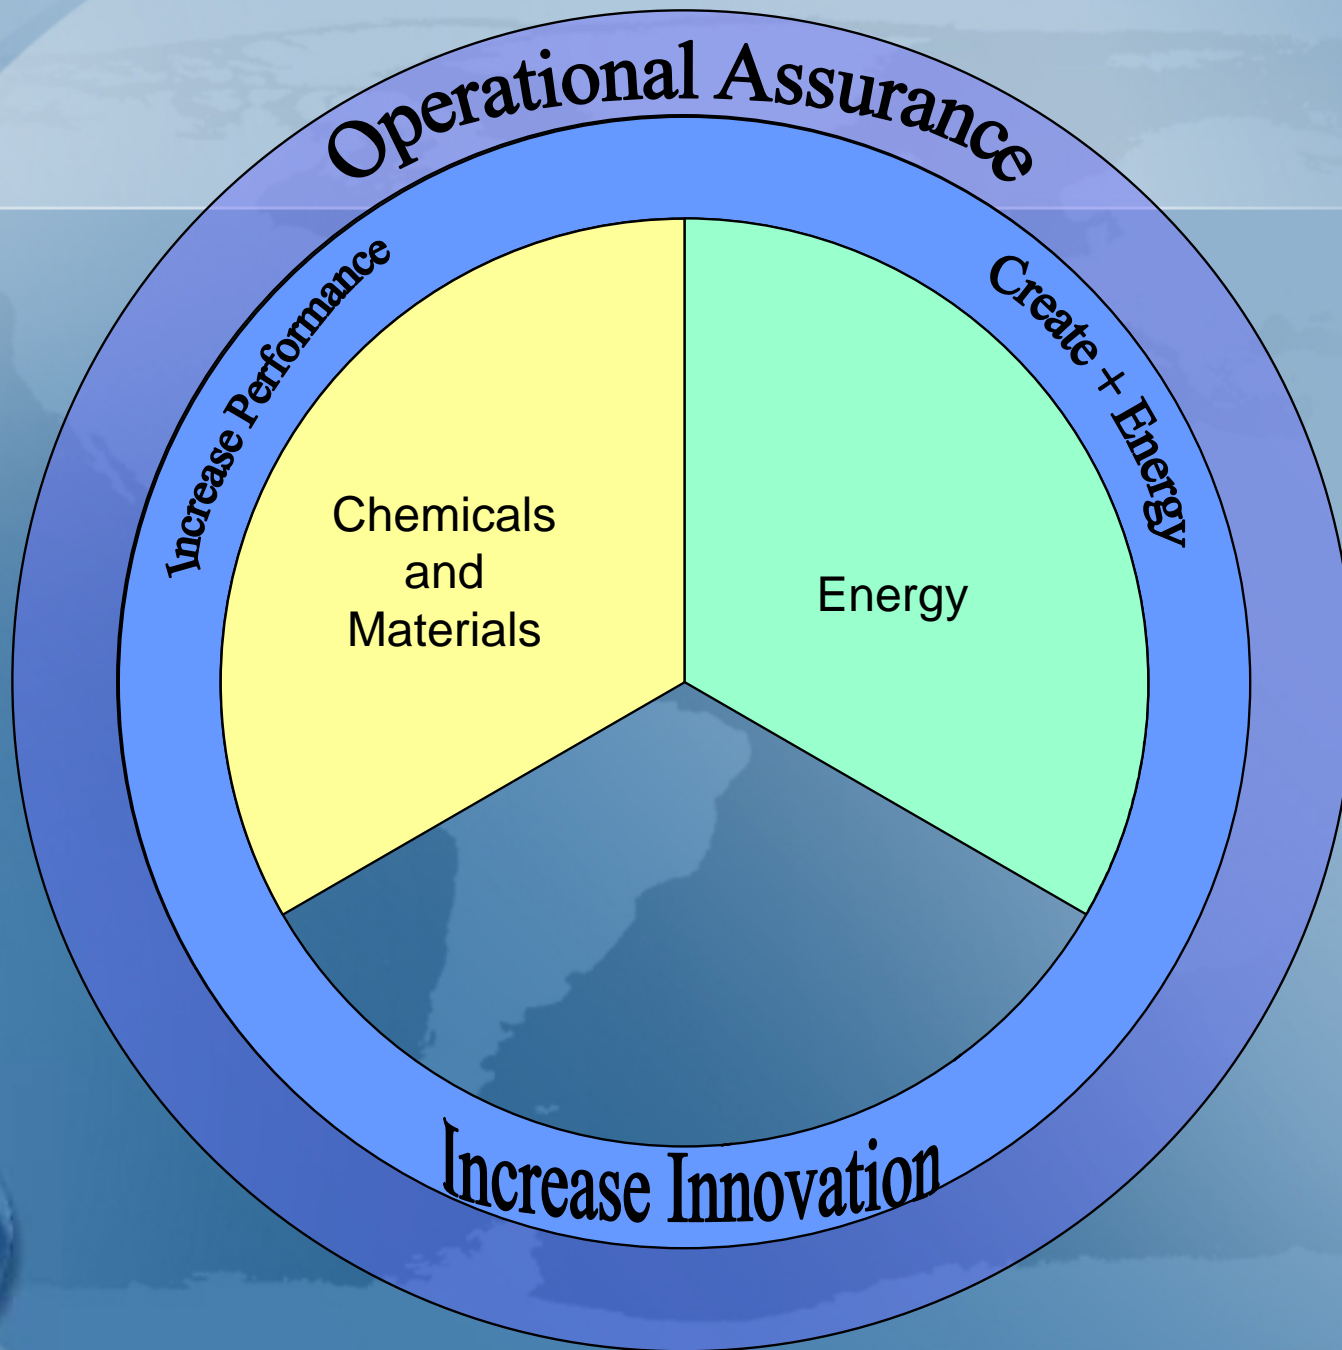 Operational Assurance
Increase Performance
Create + Energy
Chemicals
and
Materials
Energy
Increase Innovation